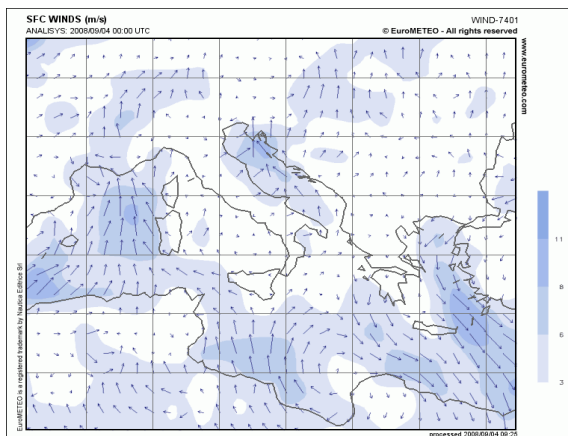 SFC WINDS (m/s)
WIND-7401
ANALISYS: 2008/09/04 00:00 UTC
© EuroMETEO - All rights reserved
www.eurometeo.com
EuroMETEO is a registered trademark by Nautica Editrice Srl
11
8
6
3
processed 2008/09/04 09:26